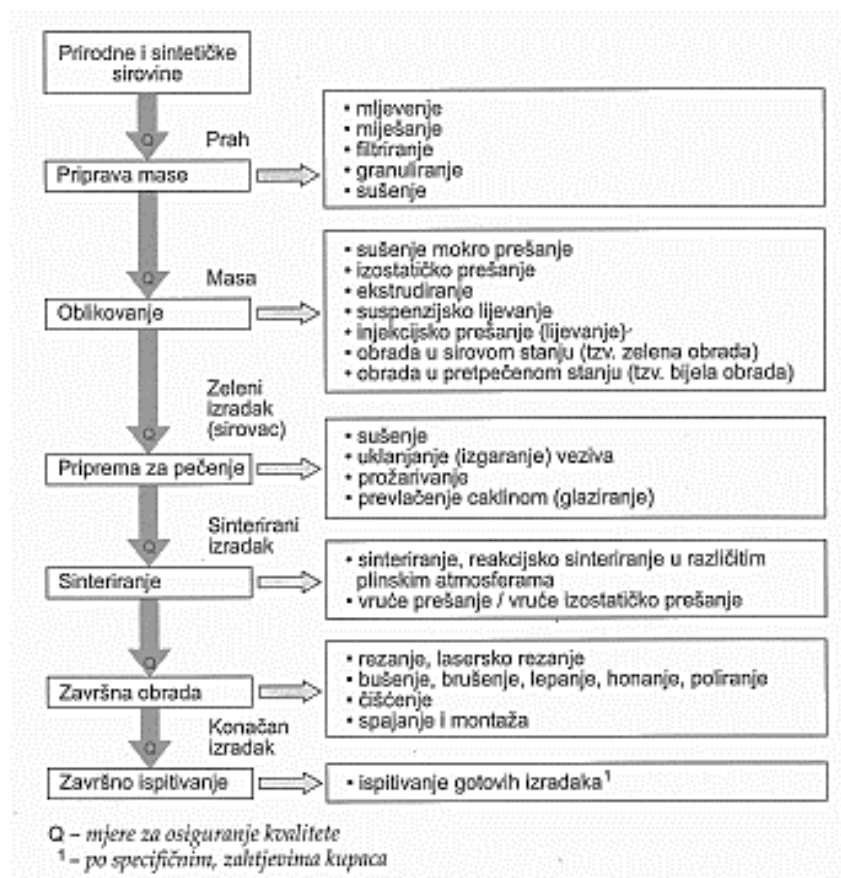 Prirodne i sintetičke
sirovine
Q
Prah
Priprava mase
• mljevenje
• miješanje
• filtriranje
• granuliranje
• sušenje
Q
Masa
Oblikovanje
• sušenje mokro prešanje
• izostatičko prešanje
• ekstrudiranje
• suspenzijsko lijevanje
• injekcijsko prešanje (lijevanje)
• obrada u sirovom stanju (tzv. zelena obrada)
• obrada u pretpečenom stanju (tzv. bijela obrada)
Zeleni
izradak
(sirovac)
Q
Priprema za pečenje
• sušenje
• uklanjanje (izgaranje) veziva
• prožarivanje
• prevlačenje caklinom (glaziranje)
Sinterirani
izradak
Q
Sinteriranje
• sinteriranje, reakcijsko sinteriranje u različitim
plinskim atmosferama
• vruće prešanje / vruće izostatičko prešanje
Q
Završna obrada
• rezanje, lasersko rezanje
• bušenje, brušenje, lepanje, honanje, poliranje
• čišćenje
• spajanje i montaža
Konačan
izradak
Q
Završno ispitivanje
• ispitivanje gotovih izradaka¹
Q – mjere za osiguranje kvalitete
¹ – po specifičnim, zahtjevima kupaca